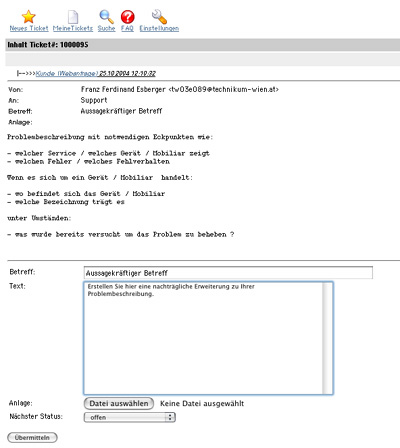 Neues Ticket MeineTickets Suche FAQ Einstellungen
Inhalt Ticket#: 1000095
|-->>>Kunde (Webanfrage) 25.10.2004 12:10:02
Von: Franz Ferdinand Esberger <tw03e089@technikum-wien.at>
An: Support
Betreff: Aussagekräftiger Betreff
Anlage:
Problembeschreibung mit notwendigen Eckpunkten wie:
- welcher Service / welches Gerät / Mobiliar zeigt
- welchen Fehler / welches Fehlverhalten
Wenn es sich um ein Gerät / Mobiliar handelt:
- wo befindet sich das Gerät / Mobiliar
- welche Bezeichnung trägt es
unter Umständen:
- was wurde bereits versucht um das Problem zu beheben ?
Betreff: Aussagekräftiger Betreff
Text: Erstellen Sie hier eine nachträgliche Erweiterung zu Ihrer
Problembeschreibung.
Anlage: Datei auswählen Keine Datei ausgewählt
Nächster Status: offen
Übermitteln